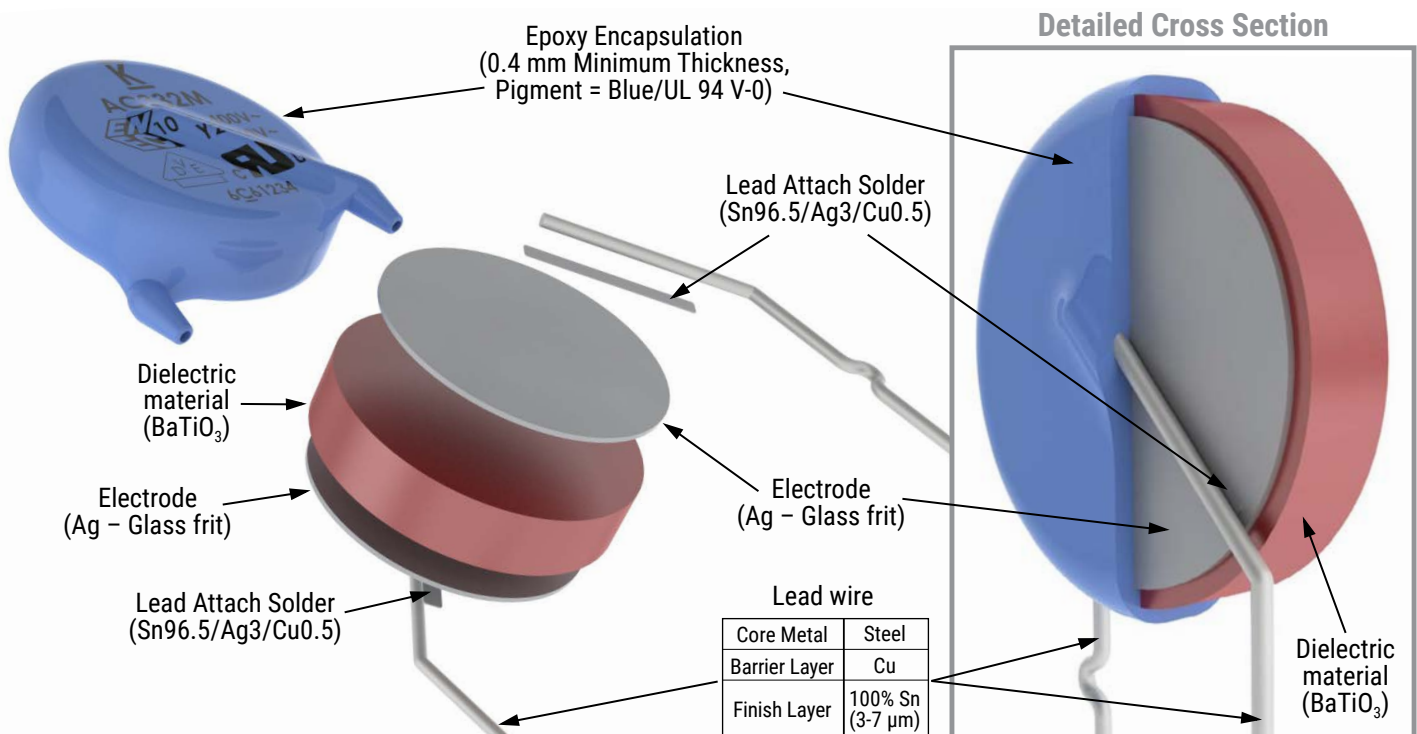 Detailed Cross Section
Epoxy Encapsulation
(0.4 mm Minimum Thickness,
Pigment = Blue/UL 94 V-0)
K
10
VDE
6C61234
Lead Attach Solder
(Sn96.5/Ag3/Cu0.5)
Dielectric
material
(BaTiO₃)
Electrode
(Ag – Glass frit)
Electrode
(Ag – Glass frit)
Lead Attach Solder
(Sn96.5/Ag3/Cu0.5)
Lead wire
Core Metal Steel
Barrier Layer Cu
Finish Layer 100% Sn
(3-7 µm)
Dielectric
material
(BaTiO₃)